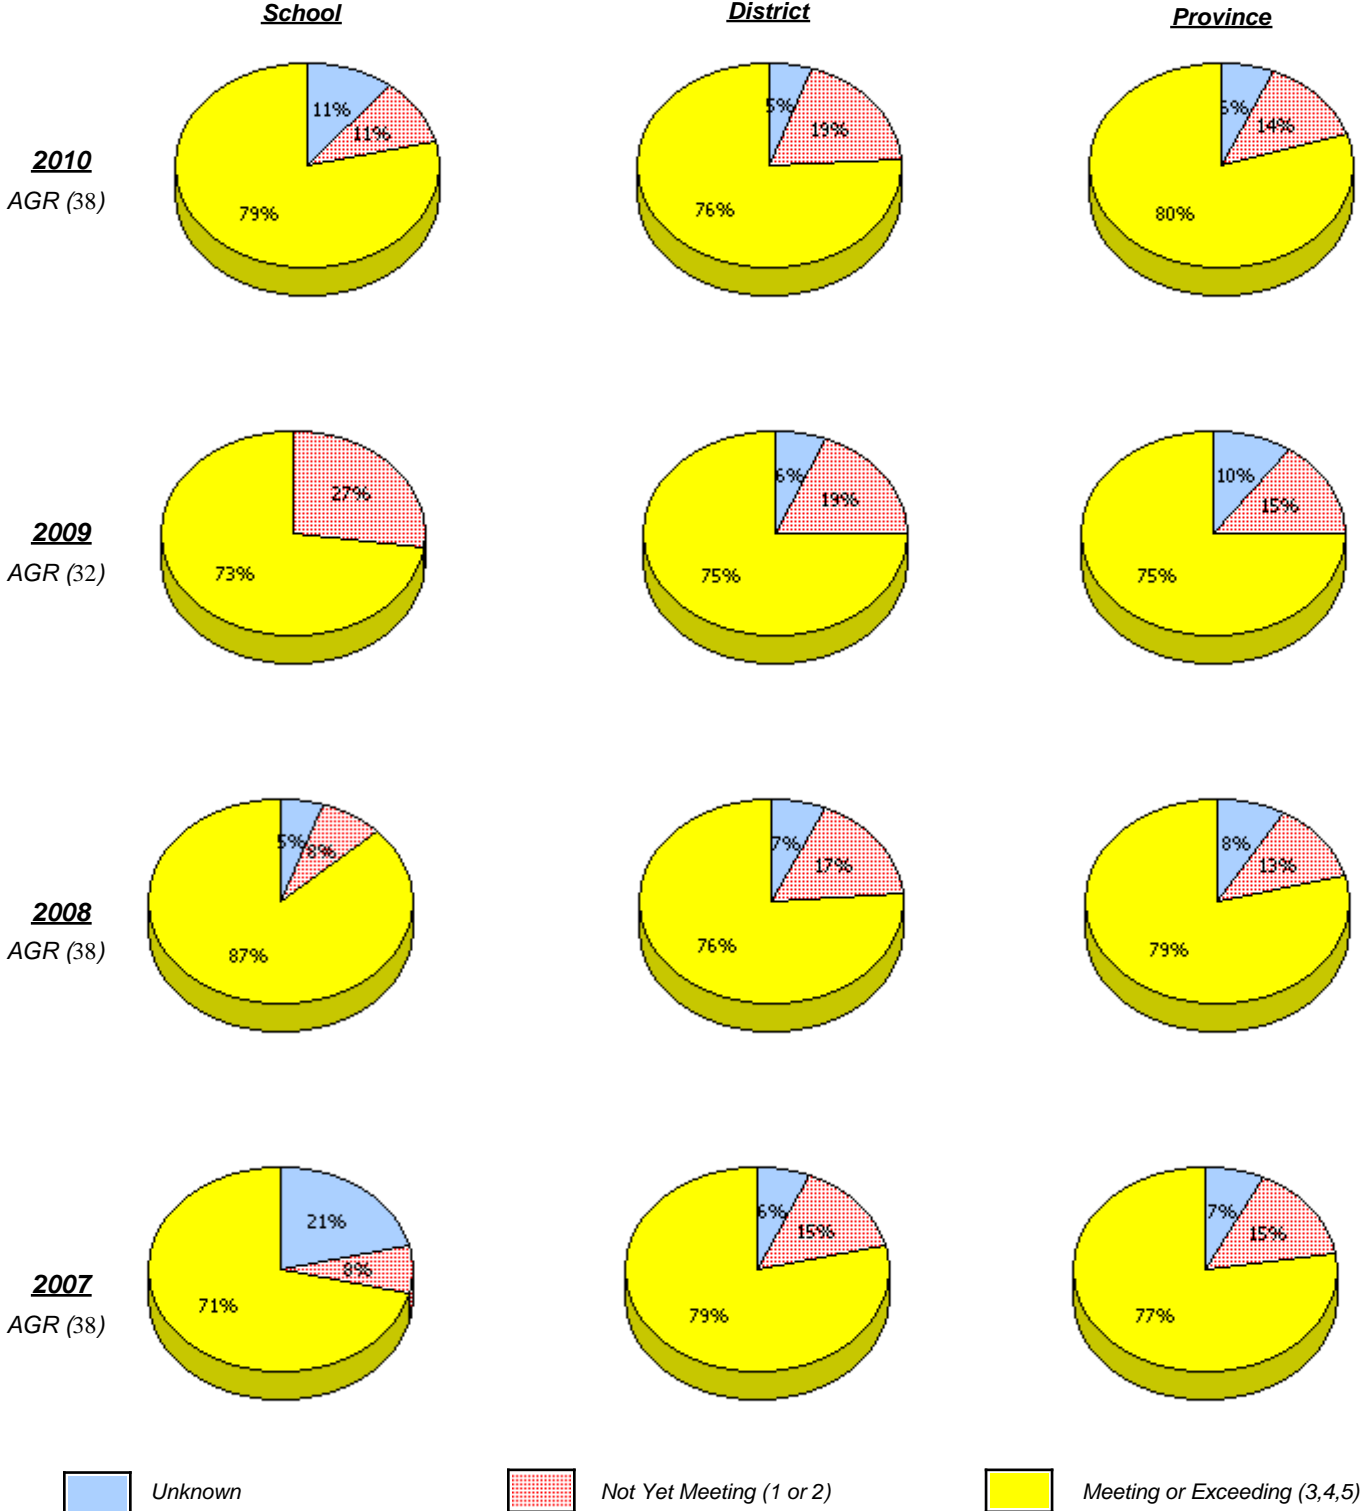 School District Province
11% 5% 6%
11% 19% 14%
2010
AGR (38)
79% 76% 80%
27% 6% 19% 10% 15%
2009
AGR (32)
73% 75% 75%
5% 8% 7% 17% 8% 13%
2008
AGR (38)
87% 76% 79%
21% 6% 15% 7% 15%
8%
2007
AGR (38)
71% 79% 77%
Unknown Not Yet Meeting (1 or 2) Meeting or Exceeding (3,4,5)